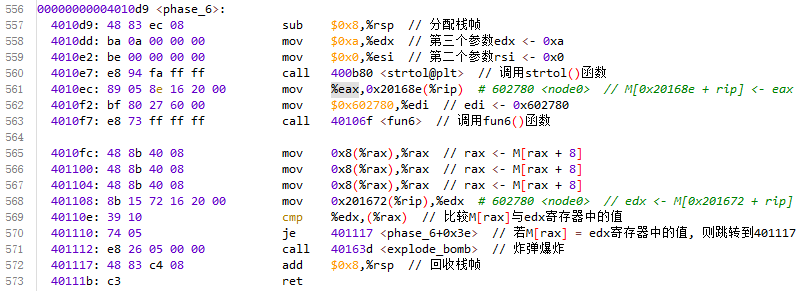 556 00000000004010d9 <phase_6>:
557 4010d9: 48 83 ec 08 sub $0x8,%rsp // 分配栈帧
558 4010dd: ba 0a 00 00 00 mov $0xa,%edx // 第三个参数edx <- 0xa
559 4010e2: be 00 00 00 00 mov $0x0,%esi // 第二个参数rsi <- 0x0
560 4010e7: e8 94 fa ff ff call 400b80 <strtol@plt> // 调用strtol()函数
561 4010ec: 89 05 8e 16 20 00 mov %eax,0x20168e(%rip) # 602780 <node0> // M[0x20168e + rip] <- eax
562 4010f2: bf 80 27 60 00 mov $0x602780,%edi // edi <- 0x602780
563 4010f7: e8 73 ff ff ff call 40106f <fun6> // 调用fun6()函数
564
565 4010fc: 48 8b 40 08 mov 0x8(%rax),%rax // rax <- M[rax + 8]
566 401100: 48 8b 40 08 mov 0x8(%rax),%rax // rax <- M[rax + 8]
567 401104: 48 8b 40 08 mov 0x8(%rax),%rax // rax <- M[rax + 8]
568 401108: 8b 15 72 16 20 00 mov 0x201672(%rip),%edx # 602780 <node0> // edx <- M[0x201672 + rip]
569 40110e: 39 10 cmp %edx,(%rax) // 比较M[rax]与edx寄存器中的值
570 401110: 74 05 je 401117 <phase_6+0x3e> // 若M[rax] = edx寄存器中的值, 则跳转到401117
571 401112: e8 26 05 00 00 call 40163d <explode_bomb> // 炸弹爆炸
572 401117: 48 83 c4 08 add $0x8,%rsp // 回收栈帧
573 40111b: c3 ret